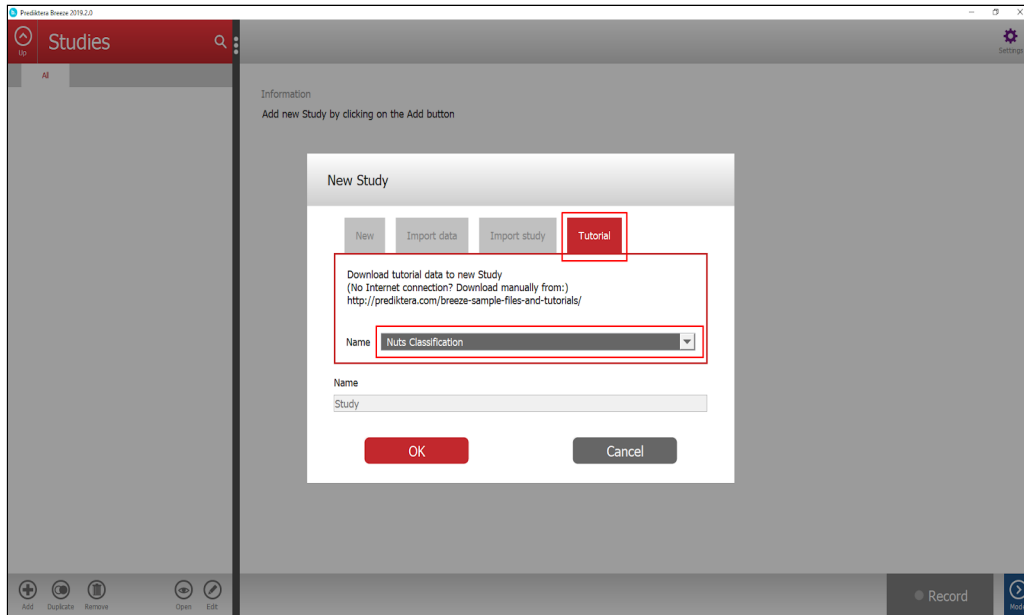 Prediktera Breeze 2019.2.0
Up
Studies
Settings
All
Information
Add new Study by clicking on the Add button
New Study
New
Import data
Import study
Tutorial
Download tutorial data to new Study
(No Internet connection? Download manually from:)
http://prediktera.com/breeze-sample-files-and-tutorials/
Name
Nuts Classification
Name
Study
OK
Cancel
Add
Duplicate
Remove
Open
Edit
Record
Mode